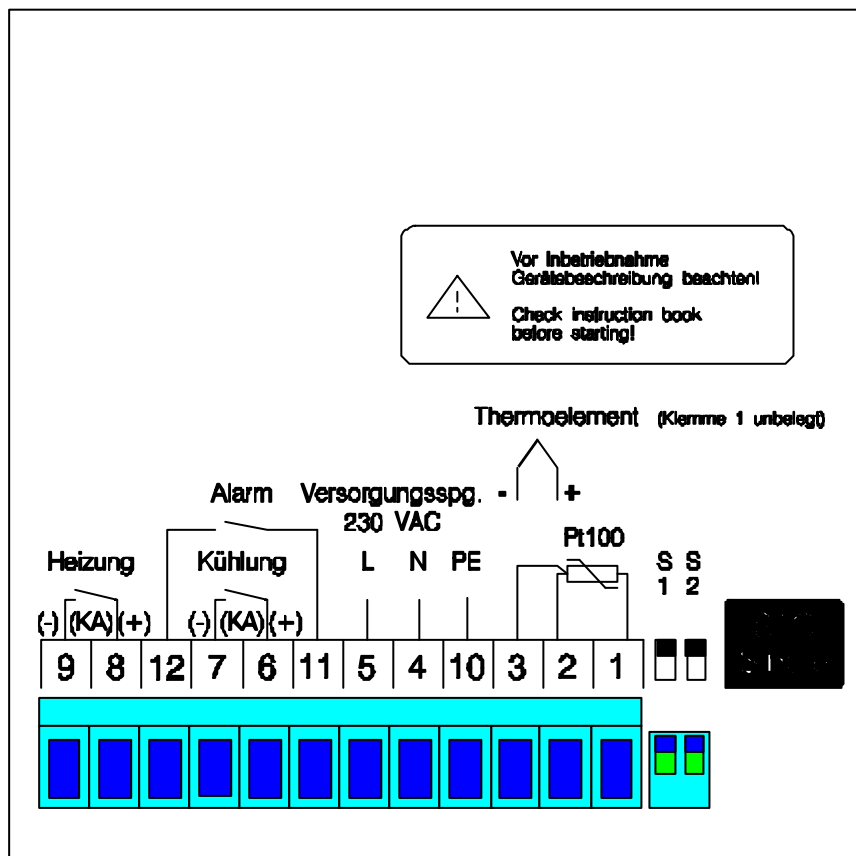 Vor Inbetriebnahme
Gerätebeschreibung beachten!
Check instruction book
before starting!
Thermoelement (Klemme 1 unbelegt)
- +
Alarm Versorgungsspg.
230 VAC
Pt100
Heizung Kühlung L N PE S S
1 2
(-) (KA) (+) (-) (KA) (+)
9 8 12 7 6 11 5 4 10 3 2 1